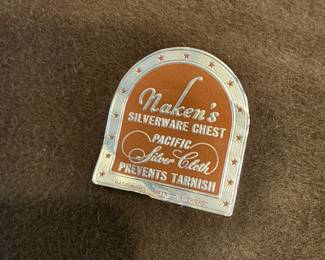 Naken's
SILVERWARE CHEST
PACIFIC
Silver Cloth
PREVENTS TARNISH